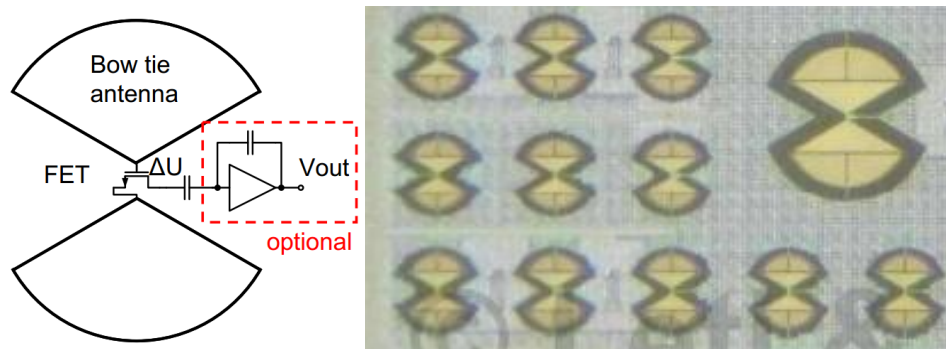 Bow tie
antenna
FET
ΔU
Vout
optional